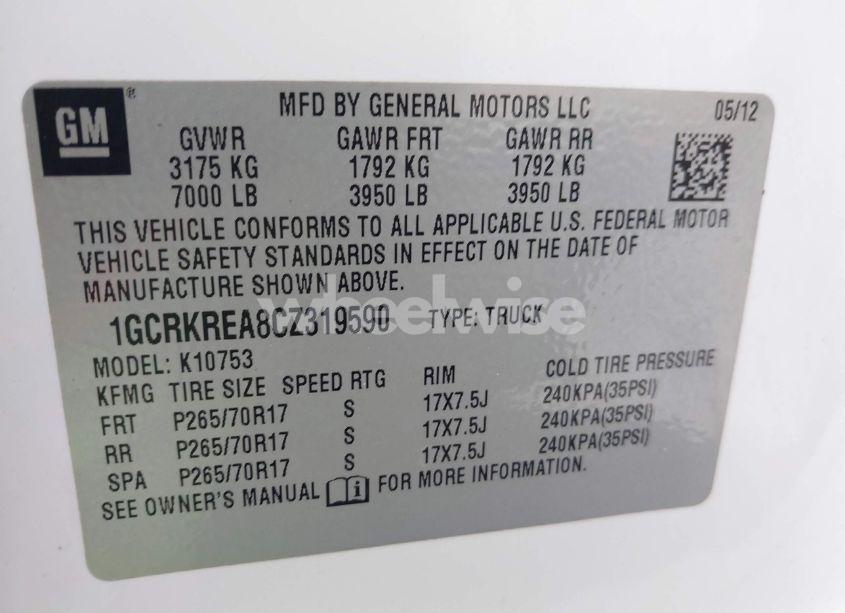 GM®
MFD BY GENERAL MOTORS LLC 05/12
GVWR GAWR FRT GAWR RR
3175 KG 1792 KG 1792 KG
7000 LB 3950 LB 3950 LB
THIS VEHICLE CONFORMS TO ALL APPLICABLE U.S. FEDERAL MOTOR
VEHICLE SAFETY STANDARDS IN EFFECT ON THE DATE OF
MANUFACTURE SHOWN ABOVE.
wheelwise
1GCRKREA8CZ319590 TYPE: TRUCK
MODEL: K10753
KFMG TIRE SIZE SPEED RTG RIM COLD TIRE PRESSURE
FRT P265/70R17 S 17X7.5J 240KPA(35PSI)
RR P265/70R17 S 17X7.5J 240KPA(35PSI)
SPA P265/70R17 S 17X7.5J 240KPA(35PSI)
SEE OWNER'S MANUAL i FOR MORE INFORMATION.